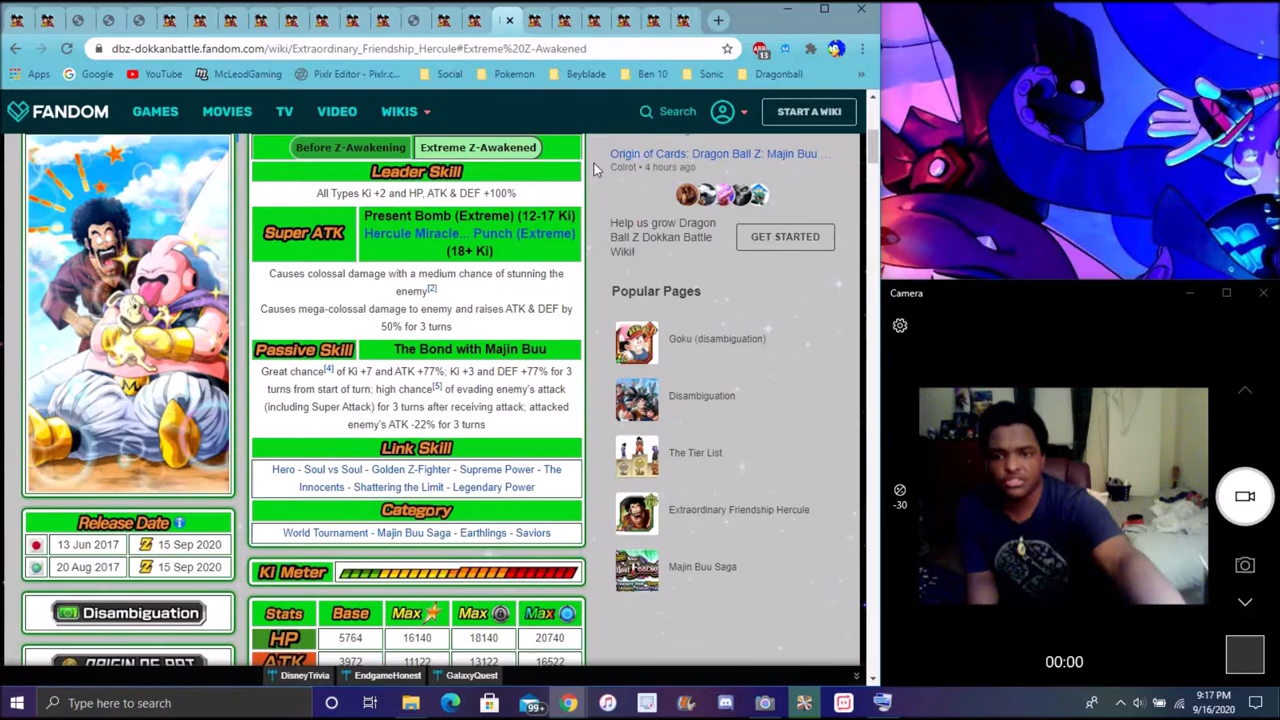 dbz-dokkanbattle.fandom.com/wiki/Extraordinary_Friendship_Hercule#Extreme%20Z-Awakened
ABP
13
Apps
Google
YouTube
McLeodGaming
Pixlr Editor - Pixlr.c...
Social
Pokemon
Beyblade
Ben 10
Sonic
Dragonball
»
FANDOM
GAMES
MOVIES
TV
VIDEO
WIKIS
Search
START A WIKI
Before Z-Awakening
Extreme Z-Awakened
Leader Skill
All Types Ki +2 and HP, ATK & DEF +100%
Super ATK
Present Bomb (Extreme) (12-17 Ki)
Hercule Miracle... Punch (Extreme)
(18+ Ki)
Causes colossal damage with a medium chance of stunning the
enemy[2]
Causes mega-colossal damage to enemy and raises ATK & DEF by
50% for 3 turns
Passive Skill
The Bond with Majin Buu
Great chance[4] of Ki +7 and ATK +77%; Ki +3 and DEF +77% for 3
turns from start of turn; high chance[5] of evading enemy's attack
(including Super Attack) for 3 turns after receiving attack; attacked
enemy's ATK -22% for 3 turns
Link Skill
Hero - Soul vs Soul - Golden Z-Fighter - Supreme Power - The
Innocents - Shattering the Limit - Legendary Power
Category
World Tournament - Majin Buu Saga - Earthlings - Saviors
Ki Meter
Stats
Base
Max
Max
Max
HP
5764
16140
18140
20740
ATK
3972
11122
13122
16522
Release Date
13 Jun 2017
Z
15 Sep 2020
20 Aug 2017
Z
15 Sep 2020
Disambiguation
ORIGIN OF ART
Origin of Cards: Dragon Ball Z: Majin Buu ...
Coirot • 4 hours ago
Help us grow Dragon
Ball Z Dokkan Battle
Wiki!
GET STARTED
Popular Pages
Goku (disambiguation)
Disambiguation
The Tier List
Extraordinary Friendship Hercule
Majin Buu Saga
DisneyTrivia
EndgameHonest
GalaxyQuest
Camera
-30
00:00
Type here to search
99+
9:17 PM
9/16/2020